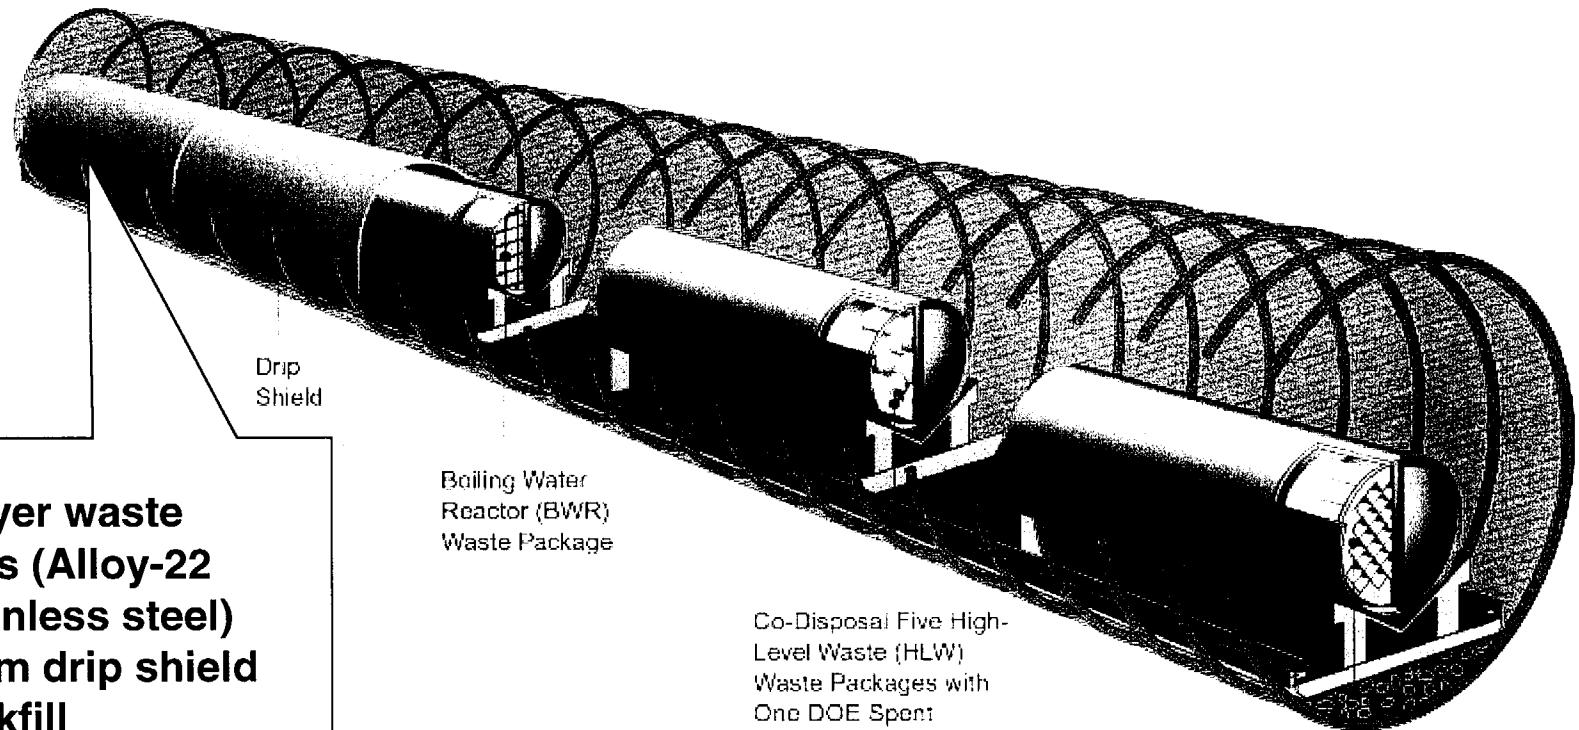 Drip
Shield
Boiling Water
Reactor (BWR)
Waste Package
Co-Disposal Five High-
Level Waste (HLW)
Waste Packages with
One DOE Spent
yer waste
s (Alloy-22
nless steel)
m drip shield
kfill